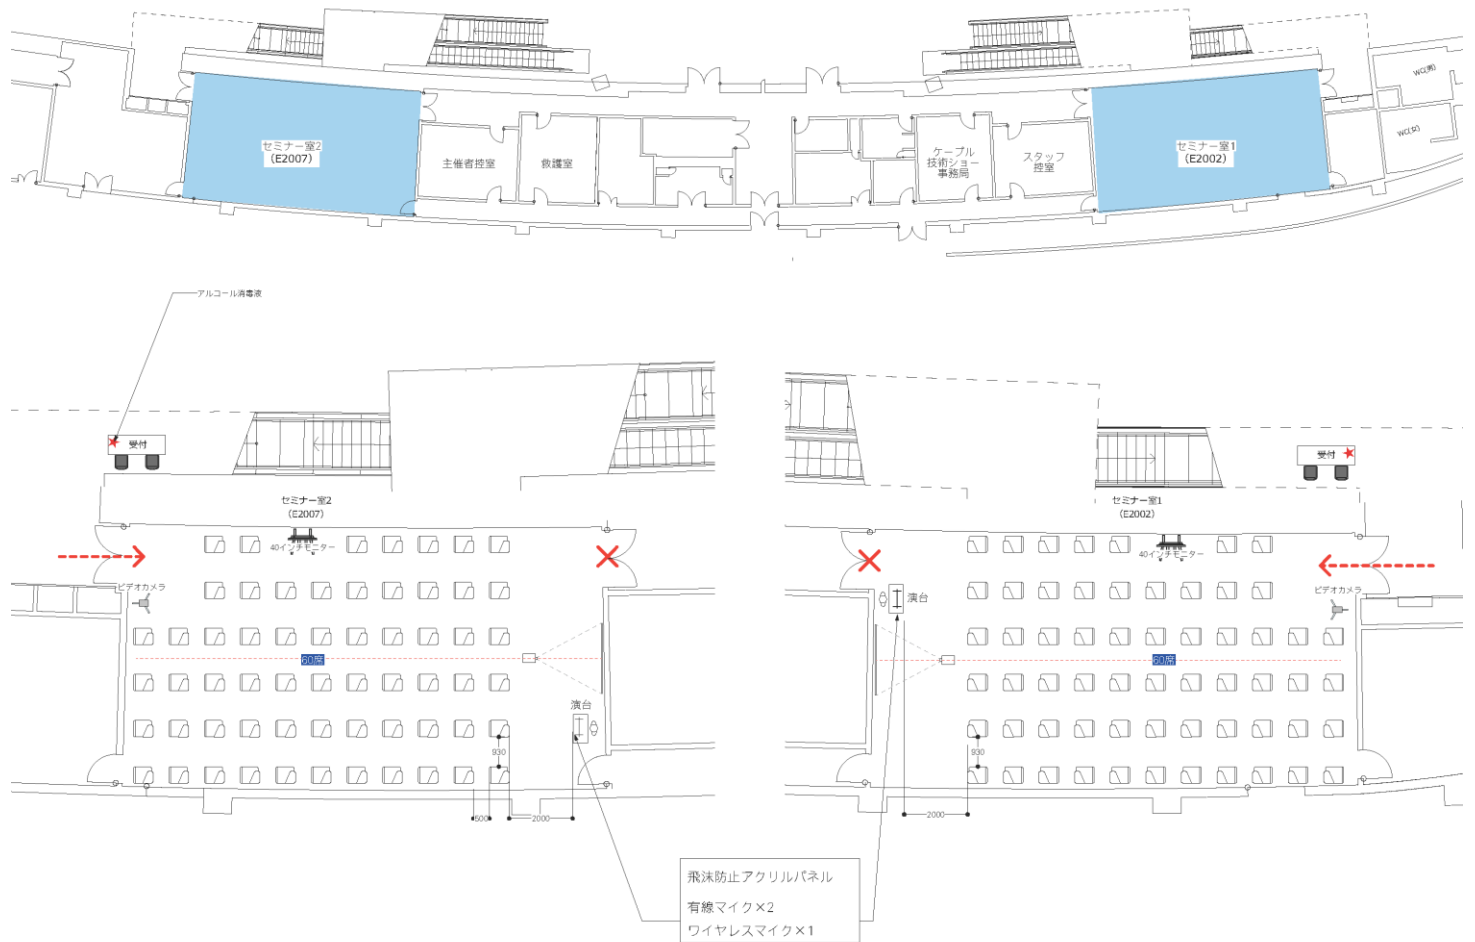 セミナー室2
（E2007）
主催者控室
救護室
ケーブル
技術ショー
事務局
スタッフ
控室
セミナー室1
（E2002）
WC(男)
WC(女)
アルコール消毒液
受付
セミナー室2
（E2007）
40インチモニター
ビデオカメラ
60席
演台
930
500
2000
受付
セミナー室1
（E2002）
40インチモニター
ビデオカメラ
演台
60席
930
2000
飛沫防止アクリルパネル
有線マイク×2
ワイヤレスマイク×1